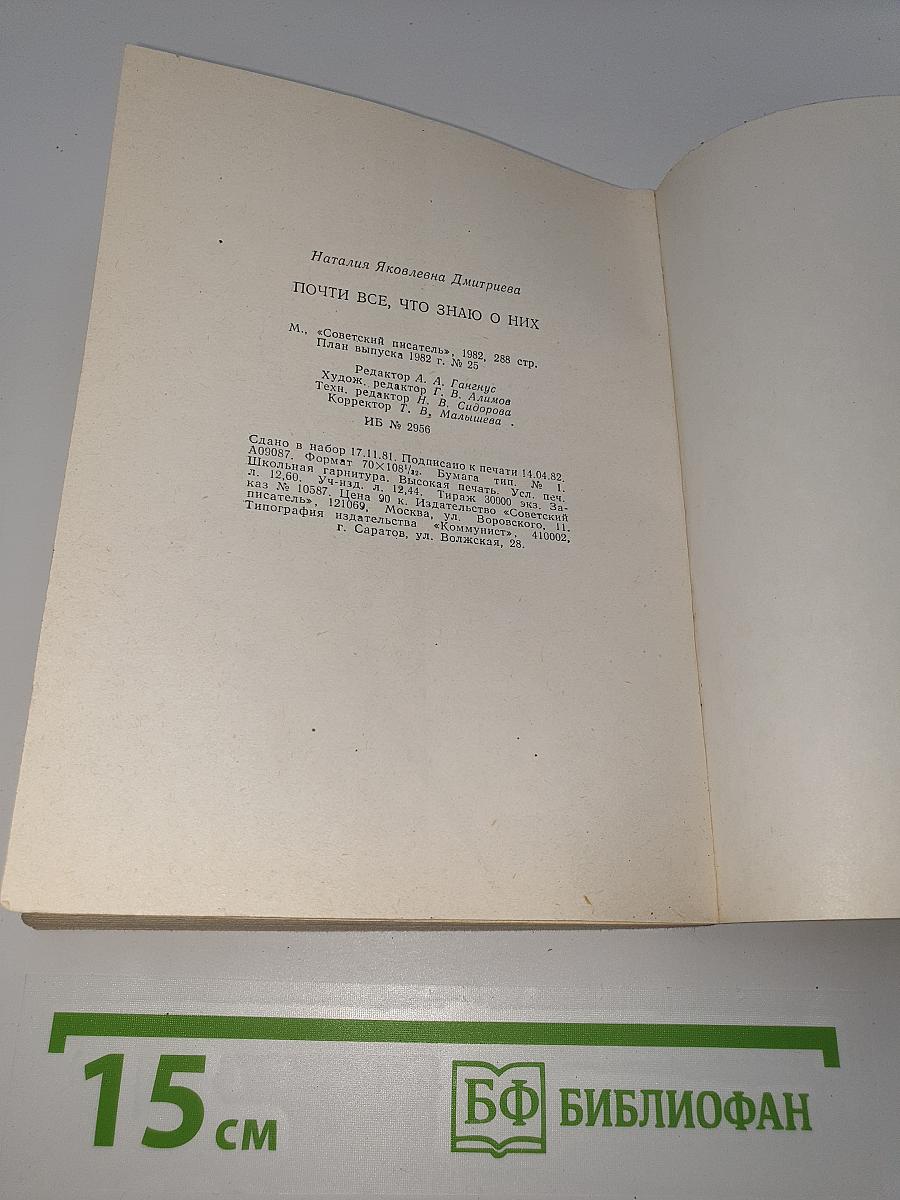 Наталия Яковлевна Дмитриева
ПОЧТИ ВСЕ, ЧТО ЗНАЮ О НИХ
М., «Советский писатель», 1982, 288 стр.
План выпуска 1982 г. № 25
Редактор А. А. Гангнус
Худож. редактор Г. В. Алимов
Техн. редактор Н. В. Сидорова
Корректор Т. В. Малышева
ИБ № 2956
Сдано в набор 17.11.81. Подписано к печати 14.04.82.
А09087. Формат 70×108¹/₃₂. Бумага тип. № 1.
Школьная гарнитура. Высокая печать. Усл. печ.
л. 12,60. Уч-изд. л. 12,44. Тираж 30000 экз. За-
каз № 10587. Цена 90 к. Издательство «Советский
писатель», 121069, Москва, ул. Воровского, 11.
Типография издательства «Коммунист», 410002,
г. Саратов, ул. Волжская, 28.
15 см
БФ БИБЛИОФАН